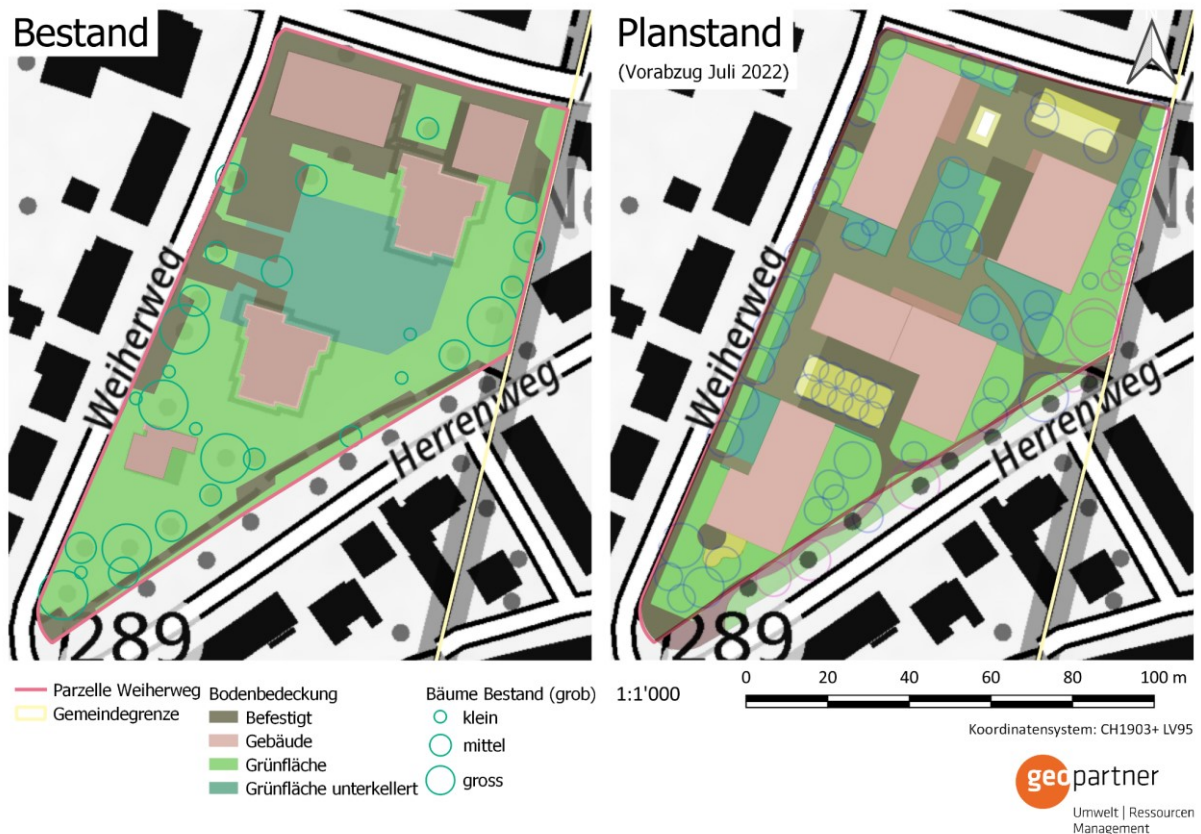 Bestand
Planstand
(Vorabzug Juli 2022)
Weiherweg
Herrenweg
289
Weiherweg
Herrenweg
289
Parzelle Weiherweg
Gemeindegrenze
Bodenbedeckung
Befestigt
Gebäude
Grünfläche
Grünfläche unterkellert
Bäume Bestand (grob)
klein
mittel
gross
1:1'000
0 20 40 60 80 100 m
Koordinatensystem: CH1903+ LV95
geopartner
Umwelt | Ressourcen
Management